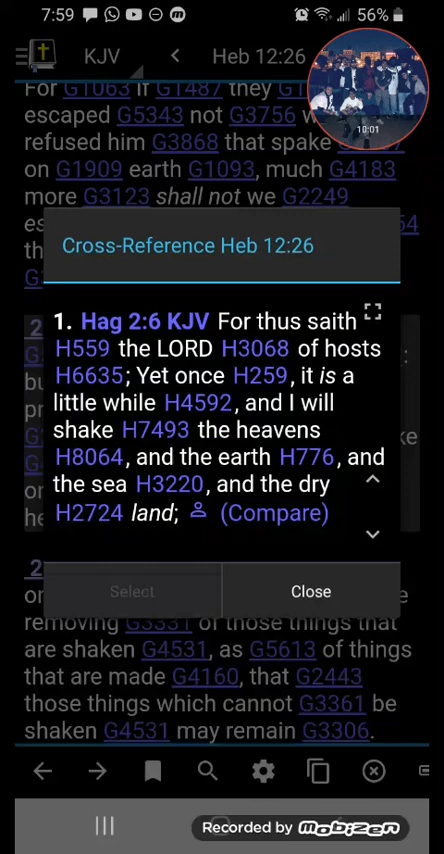 7:59 56%
KJV < Heb 12:26
10:01
For G1063 if G1487 they
escaped G5343 not G3756
refused him G3868 that spake
on G1909 earth G1093, much G4183
more G3123 shall not we G2249
Cross-Reference Heb 12:26
1. Hag 2:6 KJV For thus saith
H559 the LORD H3068 of hosts
H6635; Yet once H259, it is a
little while H4592, and I will
shake H7493 the heavens
H8064, and the earth H776, and
the sea H3220, and the dry
H2724 land; (Compare)
Select Close
removing G3331 of those things that
are shaken G4531, as G5613 of things
that are made G4160, that G2443
those things which cannot G3361 be
shaken G4531 may remain G3306.
Recorded by Mobizen